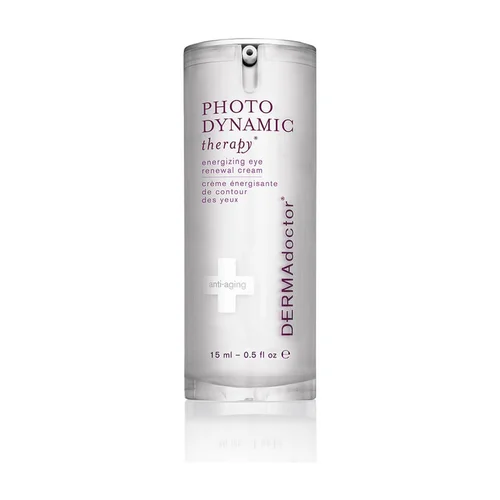 PHOTO
DYNAMIC
therapy®
energizing eye
renewal cream
crème énergisante
de contour
des yeux
DERMAdoctor®
anti-aging
15 ml – 0.5 fl oz ℮